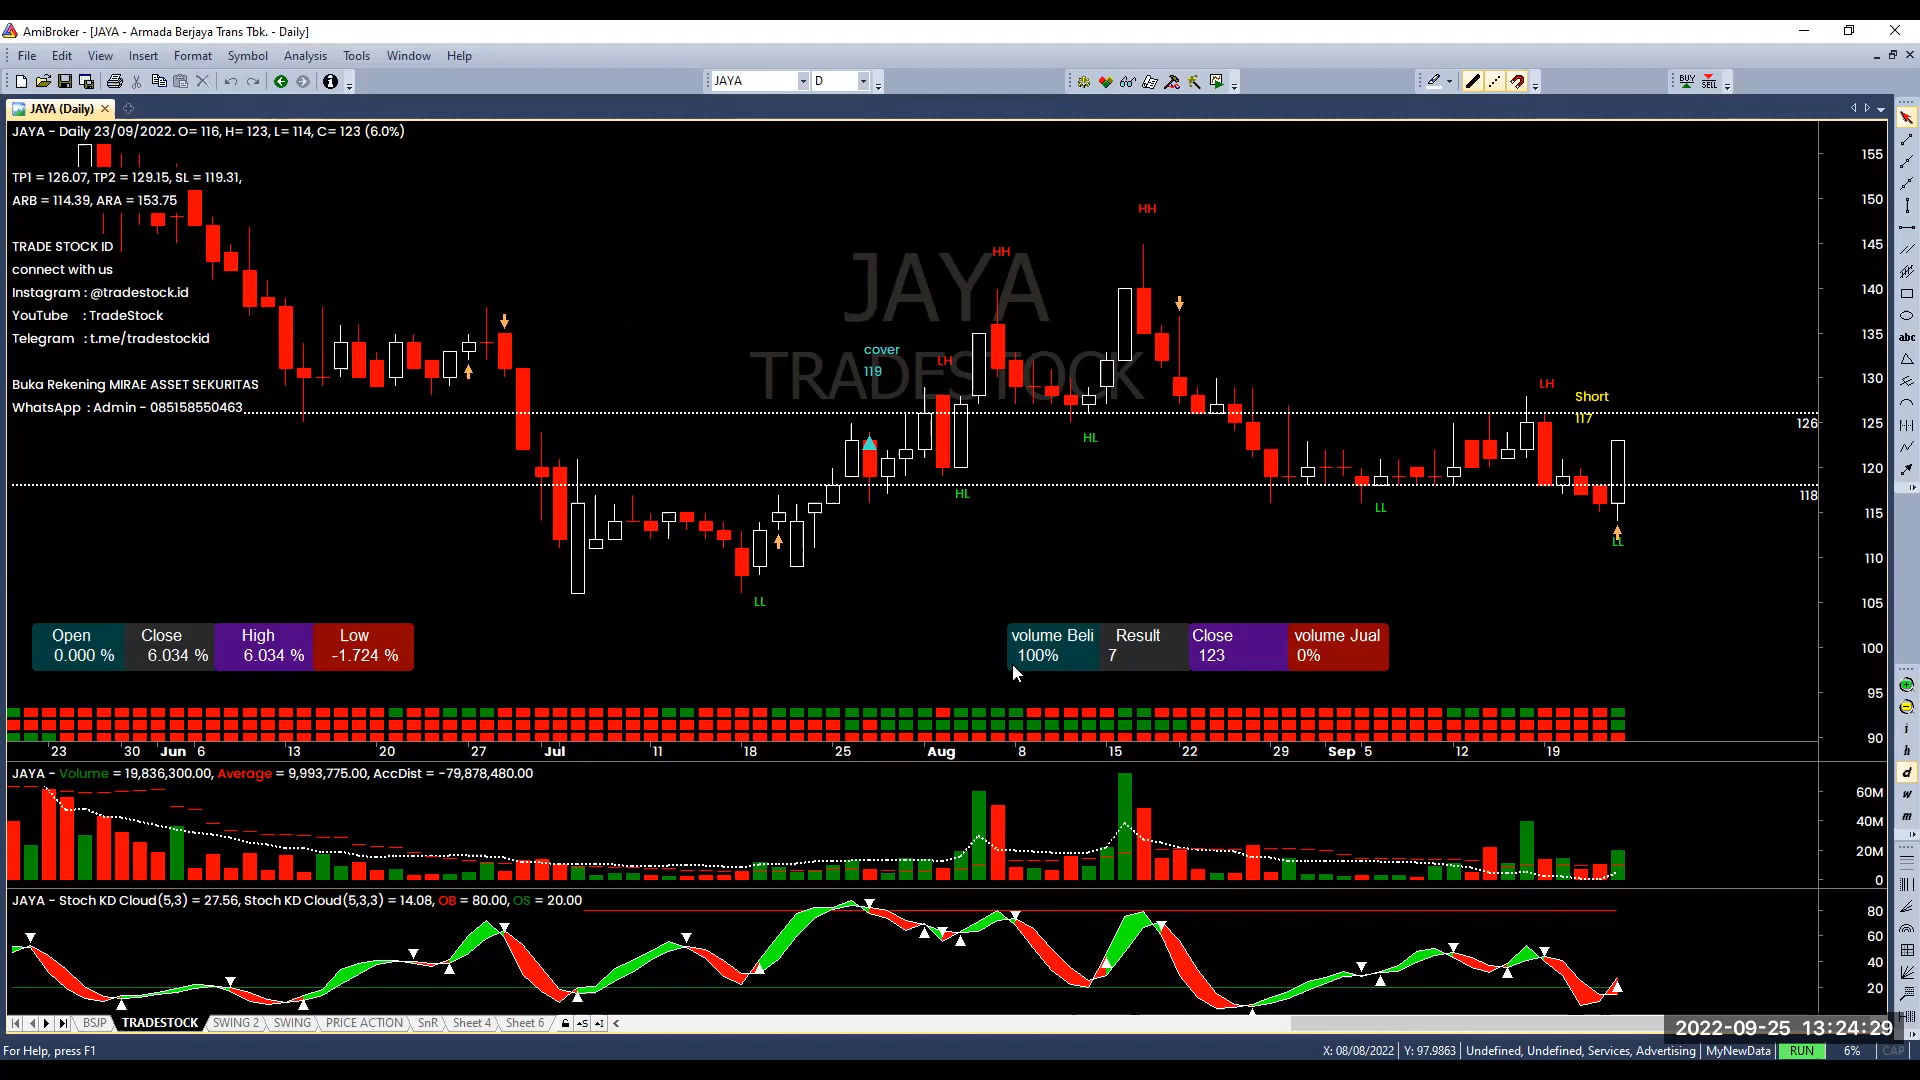 AmiBroker - [JAYA - Armada Berjaya Trans Tbk. - Daily]
File Edit View Insert Format Symbol Analysis Tools Window Help
JAYA D BUY SELL
JAYA (Daily)
JAYA - Daily 23/09/2022. O= 116, H= 123, L= 114, C= 123 (6.0%)
TP1 = 126.07, TP2 = 129.15, SL = 119.31,
ARB = 114.39, ARA = 153.75
TRADE STOCK ID
connect with us
Instagram : @tradestock.id
YouTube : TradeStock
Telegram : t.me/tradestockid
Buka Rekening MIRAE ASSET SEKURITAS
WhatsApp : Admin - 085158550463
JAYA
TRADESTOCK
HH
HH
cover
119
LH
LH
Short
117
HL
HL
LL
LL
LL
155
150
145
140
135
130
126
125
120
118
115
110
105
100
95
90
Open Close High Low
0.000 % 6.034 % 6.034 % -1.724 %
volume Beli Result Close volume Jual
100% 7 123 0%
23 30 Jun 6 13 20 27 Jul 11 18 25 Aug 8 15 22 29 Sep 5 12 19
JAYA - Volume = 19,836,300.00, Average = 9,993,775.00, AccDist = -79,878,480.00
60M
40M
20M
0
JAYA - Stoch KD Cloud(5,3) = 27.56, Stoch KD Cloud(5,3,3) = 14.08, OB = 80.00, OS = 20.00
80
60
40
20
abc
i
h
d
w
m
BSJP TRADESTOCK SWING 2 SWING PRICE ACTION SnR Sheet 4 Sheet 6
2022-09-25 13:24:29
For Help, press F1 X: 08/08/2022 Y: 97.9863 Undefined, Undefined, Services, Advertising MyNewData RUN 6% CAP